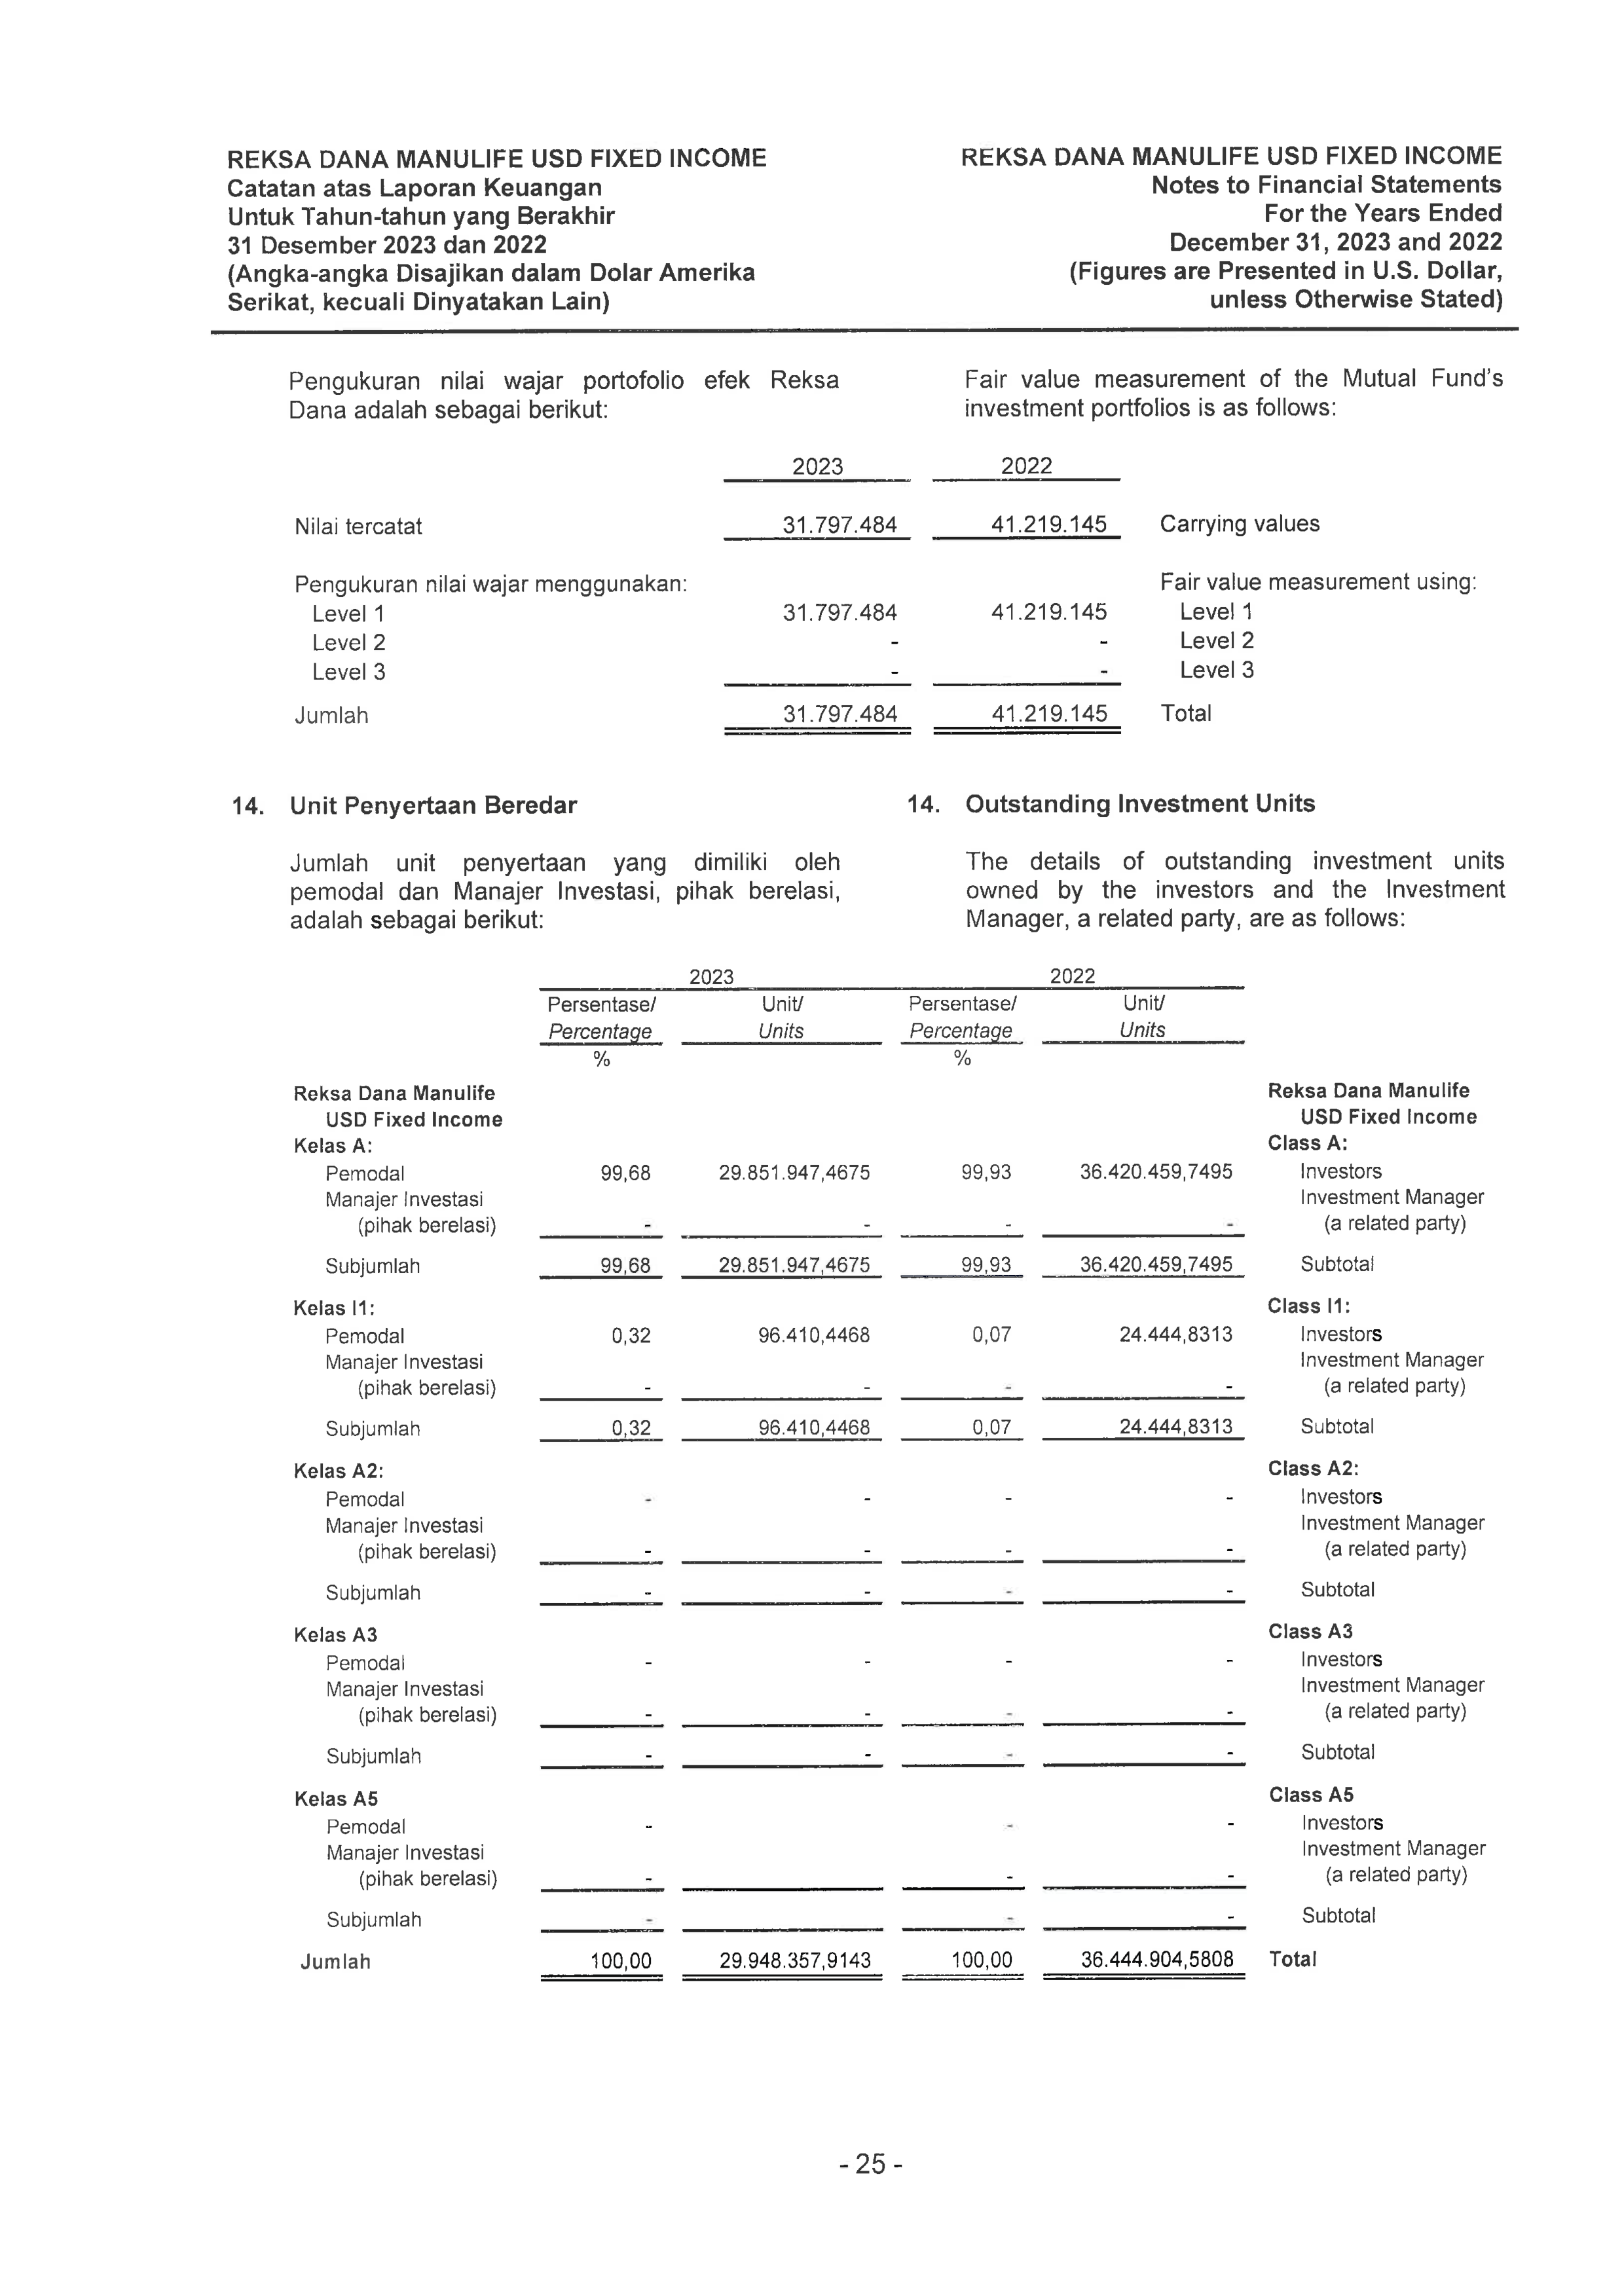 REKSA DANA MANULIFE USD FIXED INCOME
Catatan atas Laporan Keuangan
Untuk Tahun-tahun yang Berakhir
31 Desember 2023 dan 2022
(Angka-angka Disajikan dalam Dolar Amerika
Serikat, kecuali Dinyatakan Lain)
REKSA DANA MANULIFE USD FIXED INCOME
Notes to Financial Statements
For the Years Ended
December 31, 2023 and 2022
(Figures are Presented in U.S. Dollar,
unless Otherwise Stated)
Pengukuran nilai wajar portofolio efek Reksa
Dana adalah sebagai berikut:
Fair value measurement of the Mutual Fund's
investment portfolios is as follows:
2023 2022
Nilai tercatat 31.797.484 41.219.145 Carrying values
Pengukuran nilai wajar menggunakan: Fair value measurement using:
Level 1 31.797.484 41.219.145 Level 1
Level 2 - - Level 2
Level 3 - - Level 3
Jumlah 31.797.484 41.219.145 Total
14. Unit Penyertaan Beredar
Jumlah unit penyertaan yang dimiliki oleh
pemodal dan Manajer Investasi, pihak berelasi,
adalah sebagai berikut:
14. Outstanding Investment Units
The details of outstanding investment units
owned by the investors and the Investment
Manager, a related party, are as follows:
2023 2022
Persentase/ Unit/ Persentase/ Unit/
Percentage Units Percentage Units
% %
Reksa Dana Manulife Reksa Dana Manulife
USD Fixed Income USD Fixed Income
Kelas A: Class A:
Pemodal 99,68 29.851.947,4675 99,93 36.420.459,7495 Investors
Manajer Investasi Investment Manager
(pihak berelasi) - - - - (a related party)
Subjumlah 99,68 29.851.947,4675 99,93 36.420.459,7495 Subtotal
Kelas I1: Class I1:
Pemodal 0,32 96.410,4468 0,07 24.444,8313 Investors
Manajer Investasi Investment Manager
(pihak berelasi) - - - - (a related party)
Subjumlah 0,32 96.410,4468 0,07 24.444,8313 Subtotal
Kelas A2: Class A2:
Pemodal - - - - Investors
Manajer Investasi Investment Manager
(pihak berelasi) - - - - (a related party)
Subjumlah - - - - Subtotal
Kelas A3 Class A3
Pemodal - - - - Investors
Manajer Investasi Investment Manager
(pihak berelasi) - - - - (a related party)
Subjumlah - - - - Subtotal
Kelas A5 Class A5
Pemodal - - - Investors
Manajer Investasi Investment Manager
(pihak berelasi) - - - (a related party)
Subjumlah - - - Subtotal
Jumlah 100,00 29.948.357,9143 100,00 36.444.904,5808 Total
- 25 -